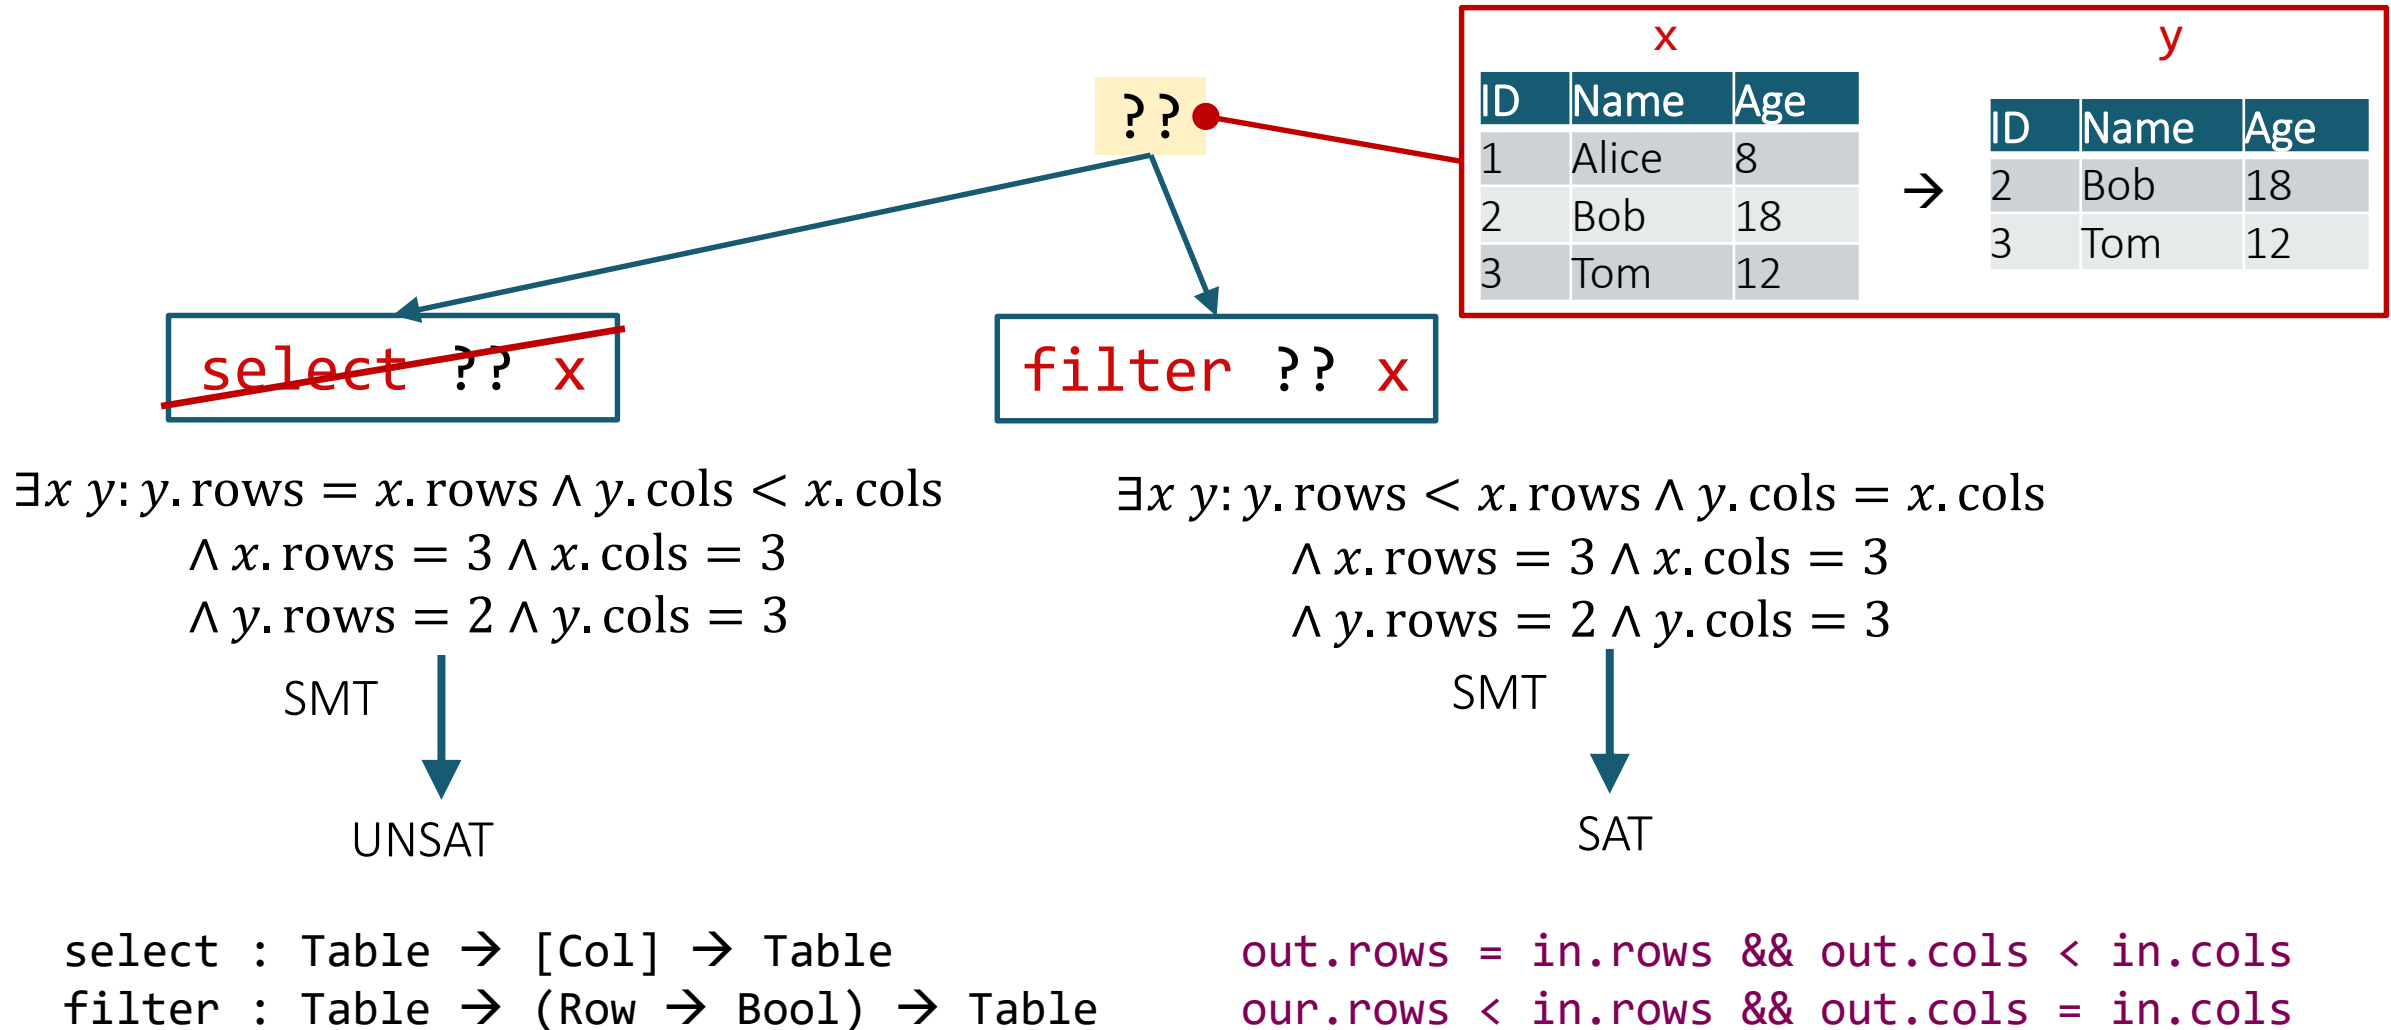 x y
ID Name Age
1 Alice 8
2 Bob 18
3 Tom 12
→
ID Name Age
2 Bob 18
3 Tom 12
??
select ?? x
filter ?? x
∃x y: y. rows = x. rows ∧ y. cols < x. cols
∧ x. rows = 3 ∧ x. cols = 3
∧ y. rows = 2 ∧ y. cols = 3
SMT
UNSAT
∃x y: y. rows < x. rows ∧ y. cols = x. cols
∧ x. rows = 3 ∧ x. cols = 3
∧ y. rows = 2 ∧ y. cols = 3
SMT
SAT
select : Table → [Col] → Table
filter : Table → (Row → Bool) → Table
out.rows = in.rows && out.cols < in.cols
our.rows < in.rows && out.cols = in.cols